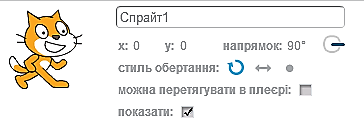 Спрайт1
x: 0 y: 0 напрямок: 90°
стиль обертання:
можна перетягувати в плеєрі:
показати: